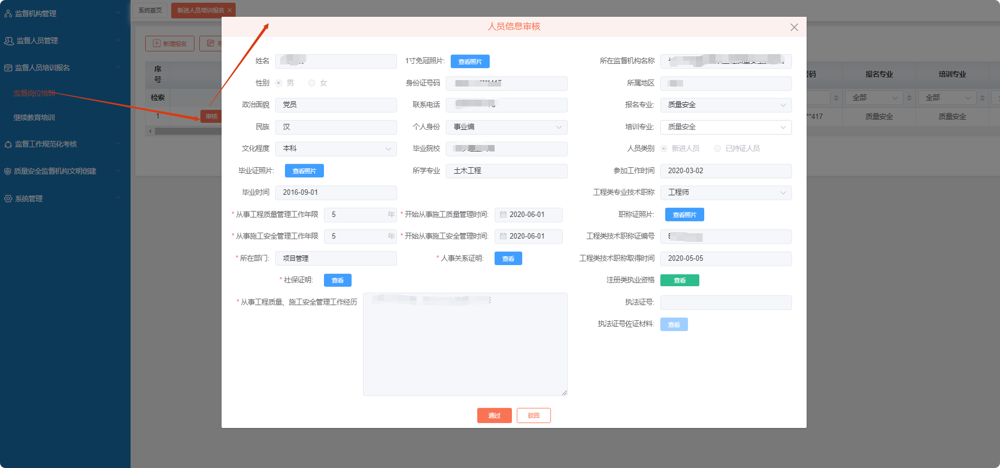 监督机构管理
监督人员管理
监督人员培训报名
监督岗位培训
继续教育培训
监督工作规范化考核
质量安全监督机构文明创建
系统管理
系统首页
新进人员培训报名
新增报名
序号
检索
1
审核
号码
报名专业
培训专业
全部
全部
**417
质量安全
质量安全
人员信息审核
姓名
1寸免冠照片:
查看照片
所在监督机构名称
性别
男
女
身份证号码
所属地区
政治面貌
党员
联系电话
报名专业:
质量安全
民族
汉
个人身份
事业编
培训专业:
质量安全
文化程度
本科
毕业院校
人员类别
新进人员
已持证人员
毕业证照片:
查看照片
所学专业
土木工程
参加工作时间
2020-03-02
毕业时间
2016-09-01
工程类专业技术职称
工程师
* 从事工程质量管理工作年限
5
年
* 开始从事施工质量管理时间:
2020-06-01
职称证照片:
查看照片
* 从事施工安全管理工作年限
5
年
* 开始从事施工安全管理时间:
2020-06-01
工程类技术职称证编号
* 所在部门:
项目管理
* 人事关系证明:
查看
工程类技术职称取得时间
2020-05-05
* 社保证明:
查看
注册类执业资格
查看
* 从事工程质量、施工安全管理工作经历
执法证号:
执法证号佐证材料:
查看
通过
驳回